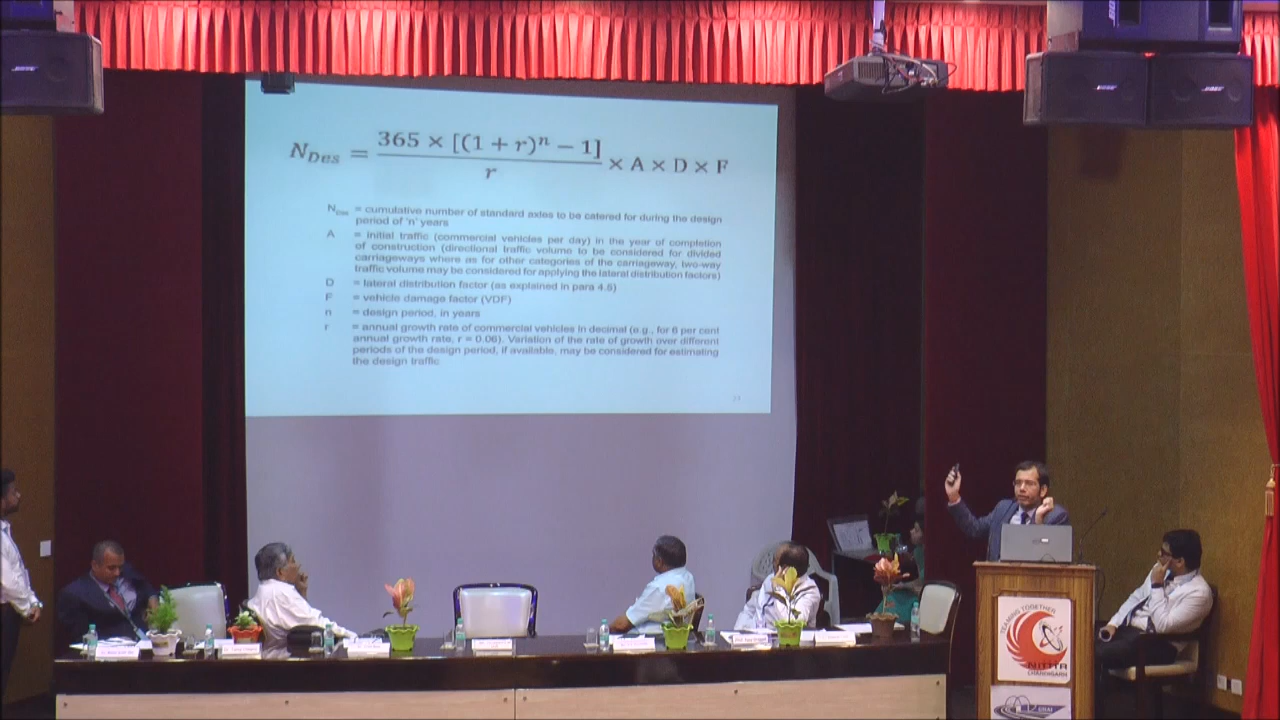 BOSE
BOSE
BOSE
N_Des = 365 × [(1 + r)^n − 1] / r × A × D × F
N_Des = cumulative number of standard axles to be catered for during the design
period of 'n' years
A = initial traffic (commercial vehicles per day) in the year of completion
of construction (directional traffic volume to be considered for divided
carriageways where as for other categories of the carriageway, two-way
traffic volume may be considered for applying the lateral distribution factors)
D = lateral distribution factor (as explained in para 4.5)
F = vehicle damage factor (VDF)
n = design period, in years
r = annual growth rate of commercial vehicles in decimal (e.g., for 6 per cent
annual growth rate, r = 0.06). Variation of the rate of growth over different
periods of the design period, if available, may be considered for estimating
the design traffic
TRAINING TOGETHER
NITTTR
CHANDIGARH